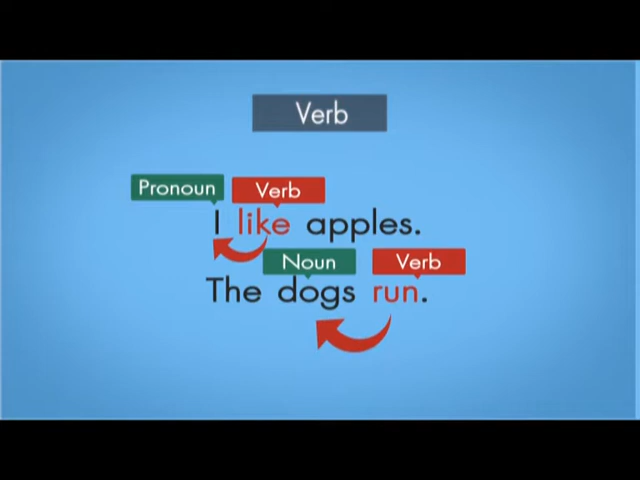 Verb
Pronoun Verb
I like apples.
Noun Verb
The dogs run.